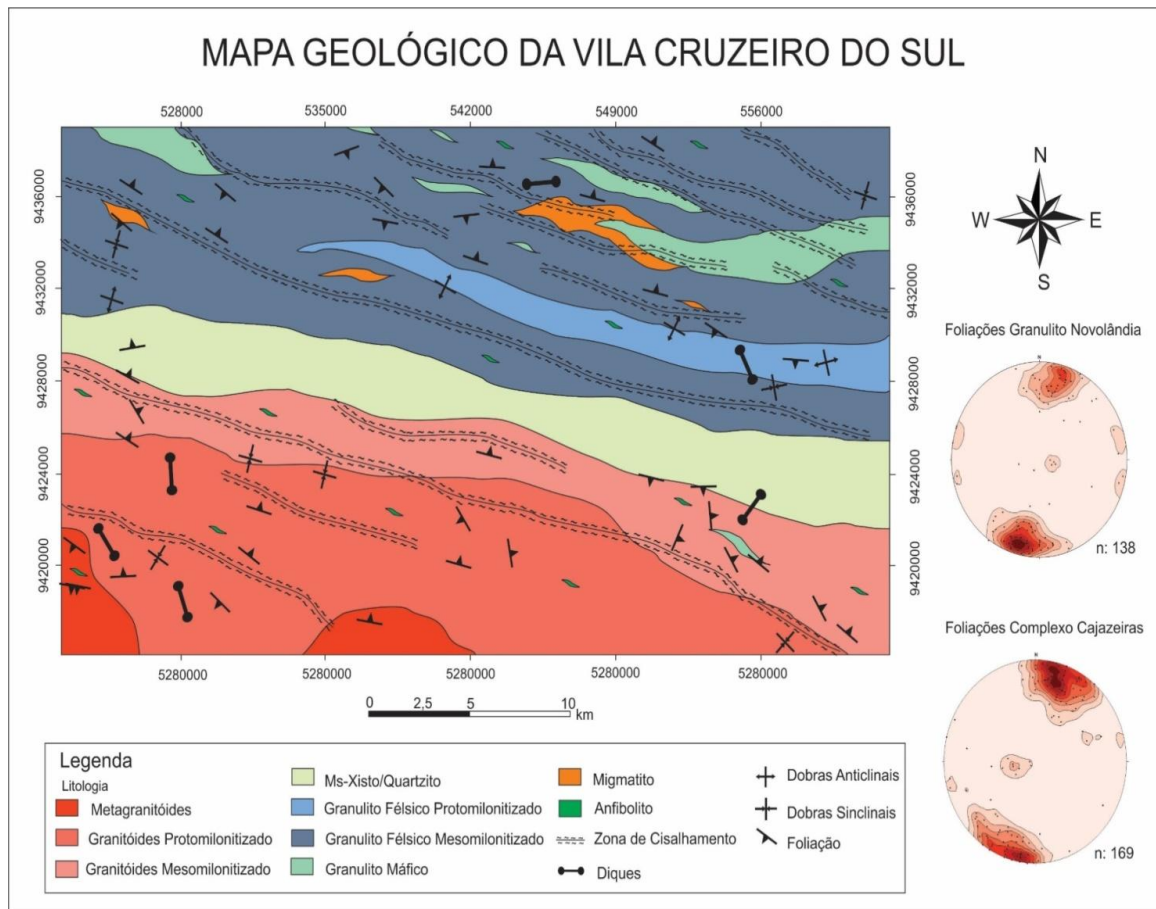 MAPA GEOLÓGICO DA VILA CRUZEIRO DO SUL
528000 535000 542000 549000 556000
9436000 9436000
9432000 9432000
9428000 9428000
9424000 9424000
9420000 9420000
5280000 5280000 5280000 5280000 5280000
0 2,5 5 10
km
N
W E
S
Foliações Granulito Novolândia
n: 138
Foliações Complexo Cajazeiras
n: 169
Legenda
Litologia
Metagranitóides
Granitóides Protomilonitizado
Granitóides Mesomilonitizado
Ms-Xisto/Quartzito
Granulito Félsico Protomilonitizado
Granulito Félsico Mesomilonitizado
Granulito Máfico
Migmatito
Anfibolito
Zona de Cisalhamento
Diques
Dobras Anticlinais
Dobras Sinclinais
Foliação